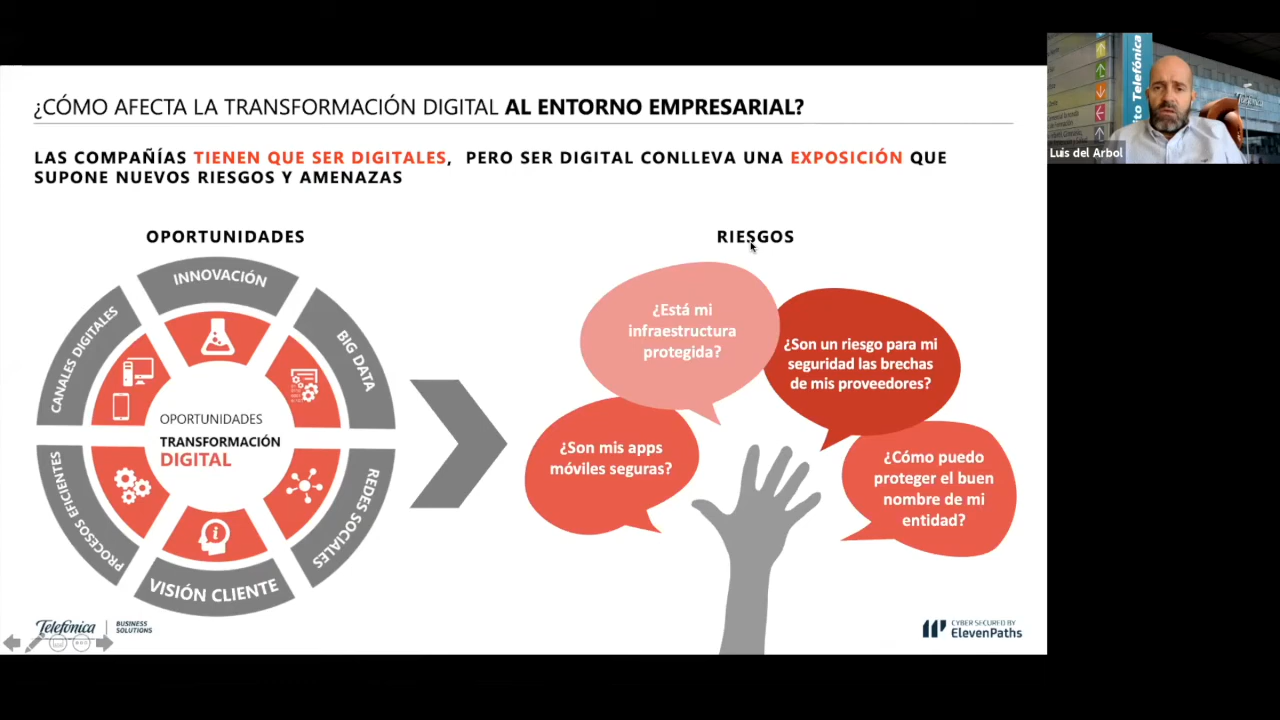 ¿CÓMO AFECTA LA TRANSFORMACIÓN DIGITAL AL ENTORNO EMPRESARIAL?
LAS COMPAÑÍAS TIENEN QUE SER DIGITALES, PERO SER DIGITAL CONLLEVA UNA EXPOSICIÓN QUE
SUPONE NUEVOS RIESGOS Y AMENAZAS
OPORTUNIDADES
INNOVACIÓN
BIG DATA
REDES SOCIALES
VISIÓN CLIENTE
PROCESOS EFICIENTES
CANALES DIGITALES
OPORTUNIDADES
TRANSFORMACIÓN
DIGITAL
RIESGOS
¿Está mi
infraestructura
protegida?
¿Son un riesgo para mi
seguridad las brechas
de mis proveedores?
¿Son mis apps
móviles seguras?
¿Cómo puedo
proteger el buen
nombre de mi
entidad?
Telefónica
BUSINESS
SOLUTIONS
CYBER SECURED BY
ElevenPaths
Telefónica
Luis del Arbol